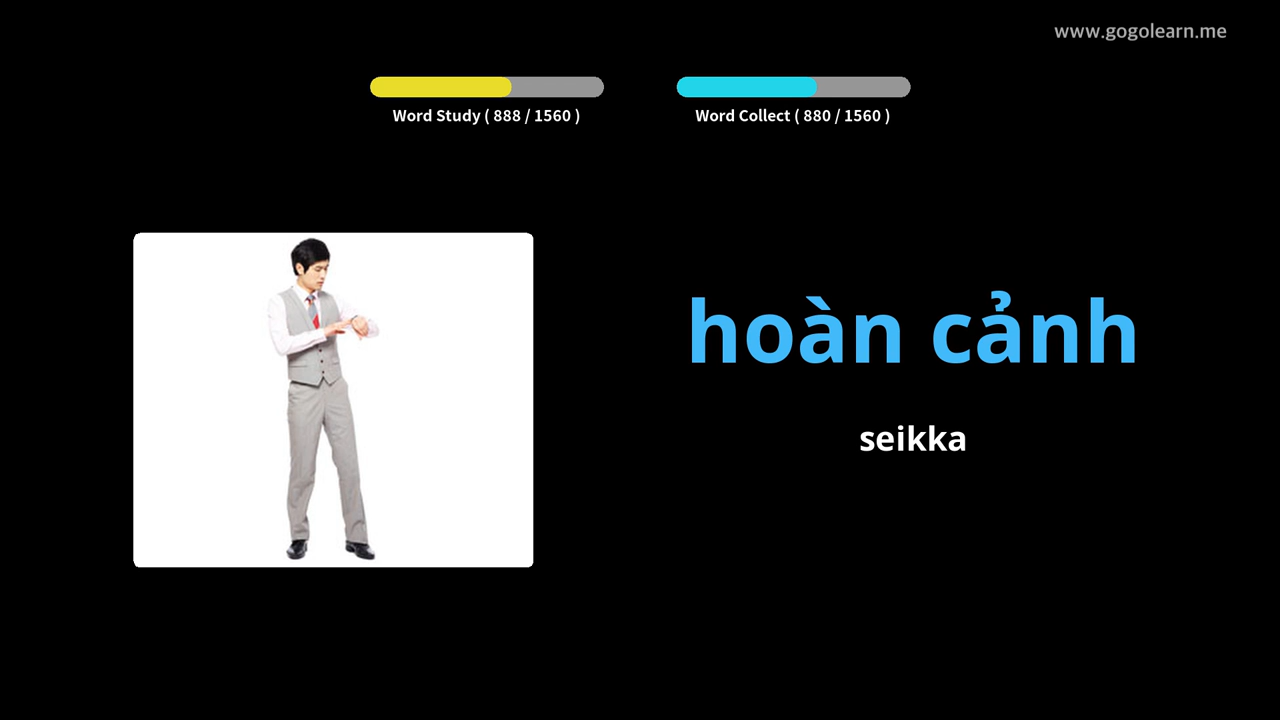 www.gogolearn.me
Word Study ( 888 / 1560 )
Word Collect ( 880 / 1560 )
hoàn cảnh
seikka